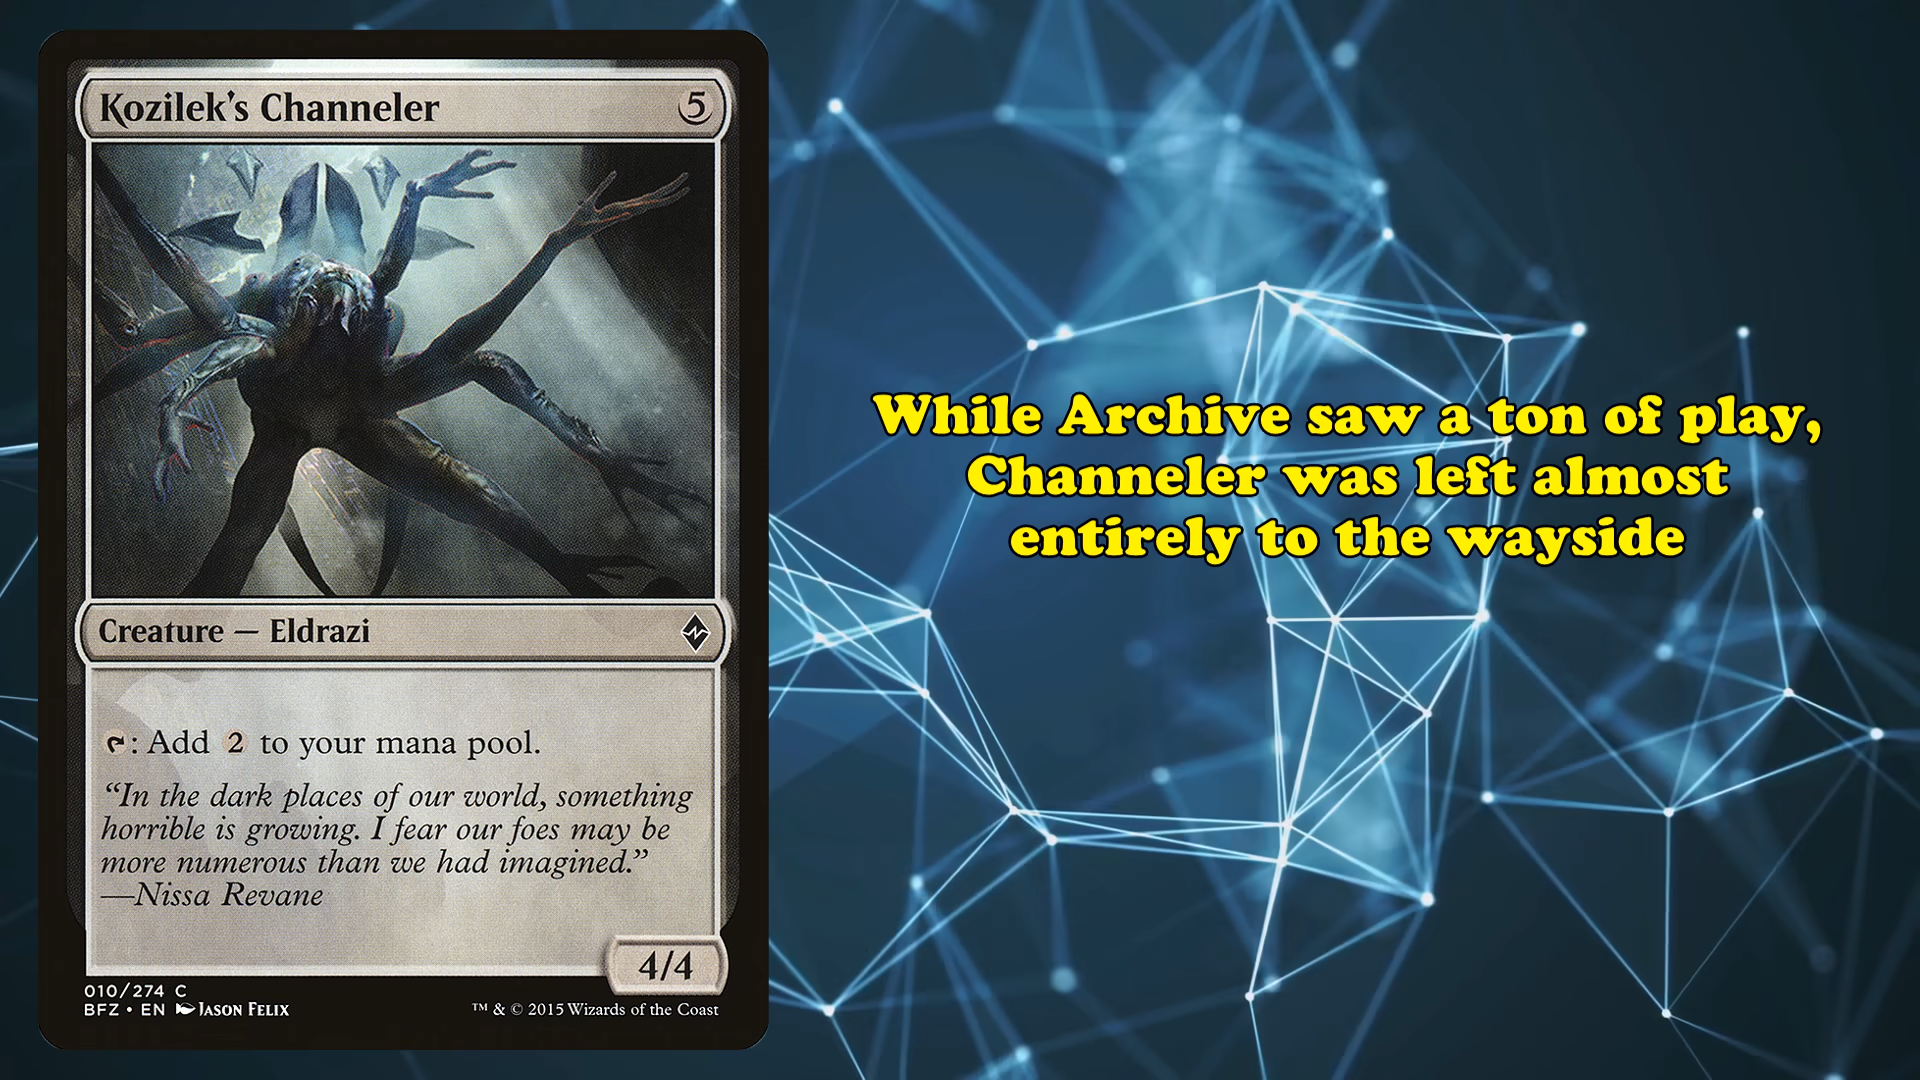 Kozilek's Channeler 5
Creature — Eldrazi
: Add 2 to your mana pool.
“In the dark places of our world, something
horrible is growing. I fear our foes may be
more numerous than we had imagined.”
—Nissa Revane
4/4
010/274 C
BFZ • EN Jason Felix
™ & © 2015 Wizards of the Coast
While Archive saw a ton of play,
Channeler was left almost
entirely to the wayside